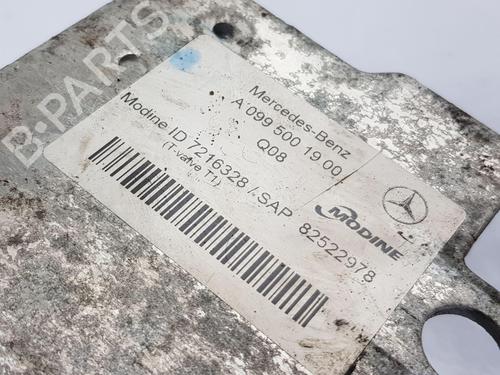 B-PARTS
Mercedes-Benz
A 099 500 19 00
Q08
Modine ID 7216328 / SAP 82522978
(T-valve T1)
MODINE